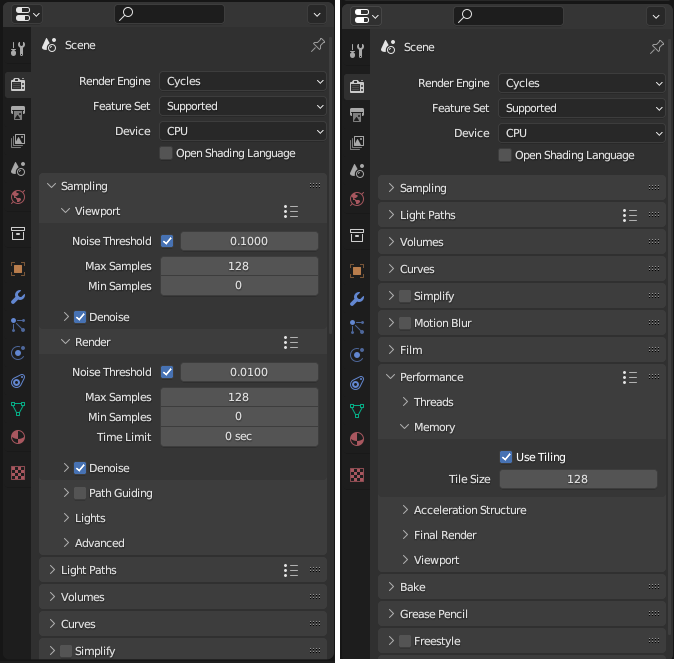 Scene
Render Engine Cycles
Feature Set Supported
Device CPU
Open Shading Language
Sampling
Viewport
Noise Threshold 0.1000
Max Samples 128
Min Samples 0
Denoise
Render
Noise Threshold 0.0100
Max Samples 128
Min Samples 0
Time Limit 0 sec
Denoise
Path Guiding
Lights
Advanced
Light Paths
Volumes
Curves
Simplify
Scene
Render Engine Cycles
Feature Set Supported
Device CPU
Open Shading Language
Sampling
Light Paths
Volumes
Curves
Simplify
Motion Blur
Film
Performance
Threads
Memory
Use Tiling
Tile Size 128
Acceleration Structure
Final Render
Viewport
Bake
Grease Pencil
Freestyle